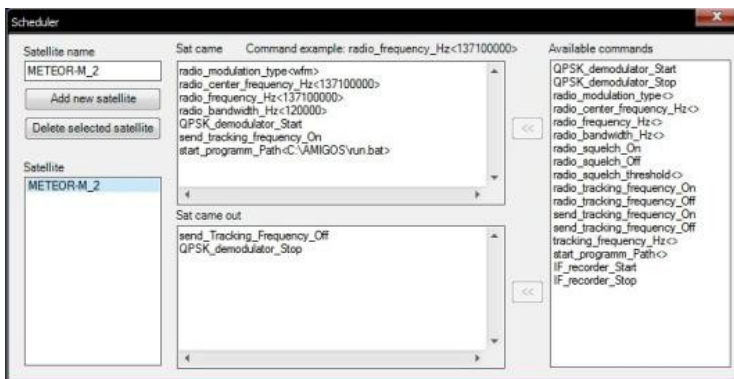 Scheduler
x
Satellite name
METEOR-M_2
Add new satellite
Delete selected satellite
Satellite
METEOR-M_2
Sat came Command example: radio_frequency_Hz<137100000>
radio_modulation_type<wfm>
radio_center_frequency_Hz<137100000>
radio_frequency_Hz<137100000>
radio_bandwidth_Hz<120000>
QPSK_demodulator_Start
send_tracking_frequency_On
start_programm_Path<C:\AMIGOS\run.bat>
Sat came out
send_Tracking_Frequency_Off
QPSK_demodulator_Stop
<<
<<
Available commands
QPSK_demodulator_Start
QPSK_demodulator_Stop
radio_modulation_type<>
radio_center_frequency_Hz<>
radio_frequency_Hz<>
radio_bandwidth_Hz<>
radio_squelch_On
radio_squelch_Off
radio_squelch_threshold<>
radio_tracking_frequency_On
radio_tracking_frequency_Off
send_tracking_frequency_On
send_tracking_frequency_Off
tracking_frequency_Hz<>
start_programm_Path<>
IF_recorder_Start
IF_recorder_Stop